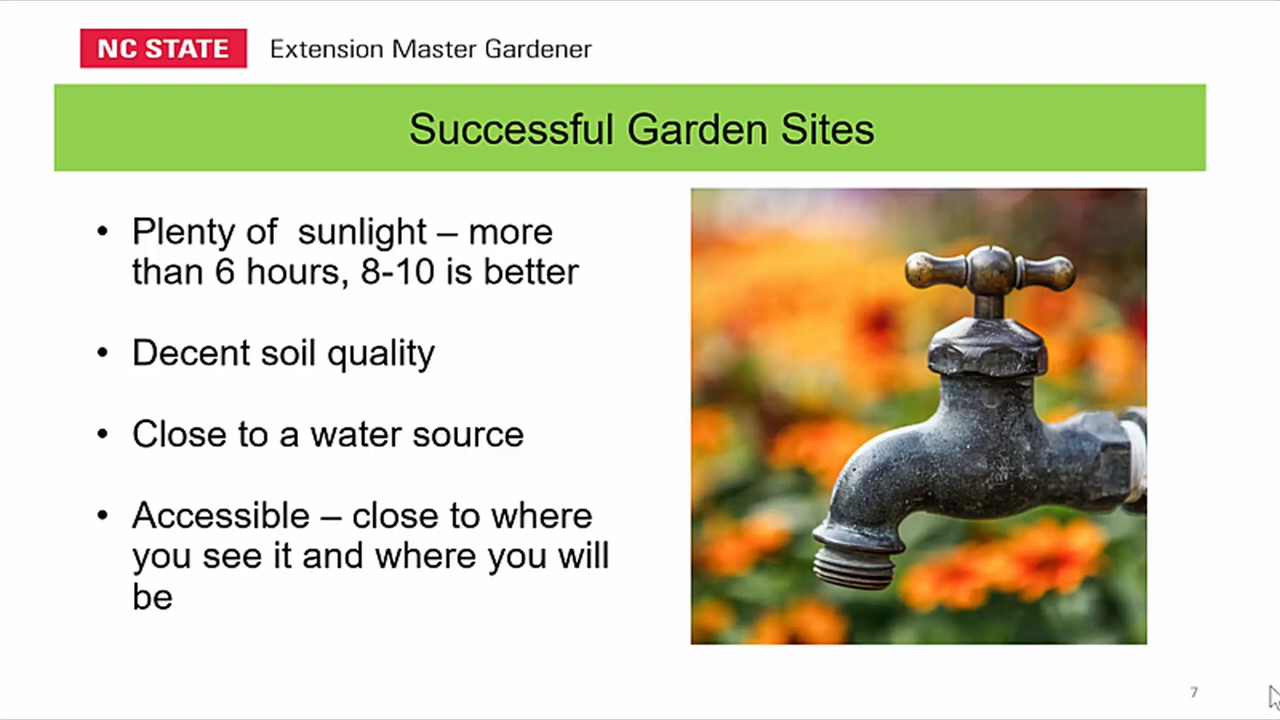 NC STATE Extension Master Gardener
Successful Garden Sites
• Plenty of  sunlight – more
than 6 hours, 8-10 is better
• Decent soil quality
• Close to a water source
• Accessible – close to where
you see it and where you will
be
7